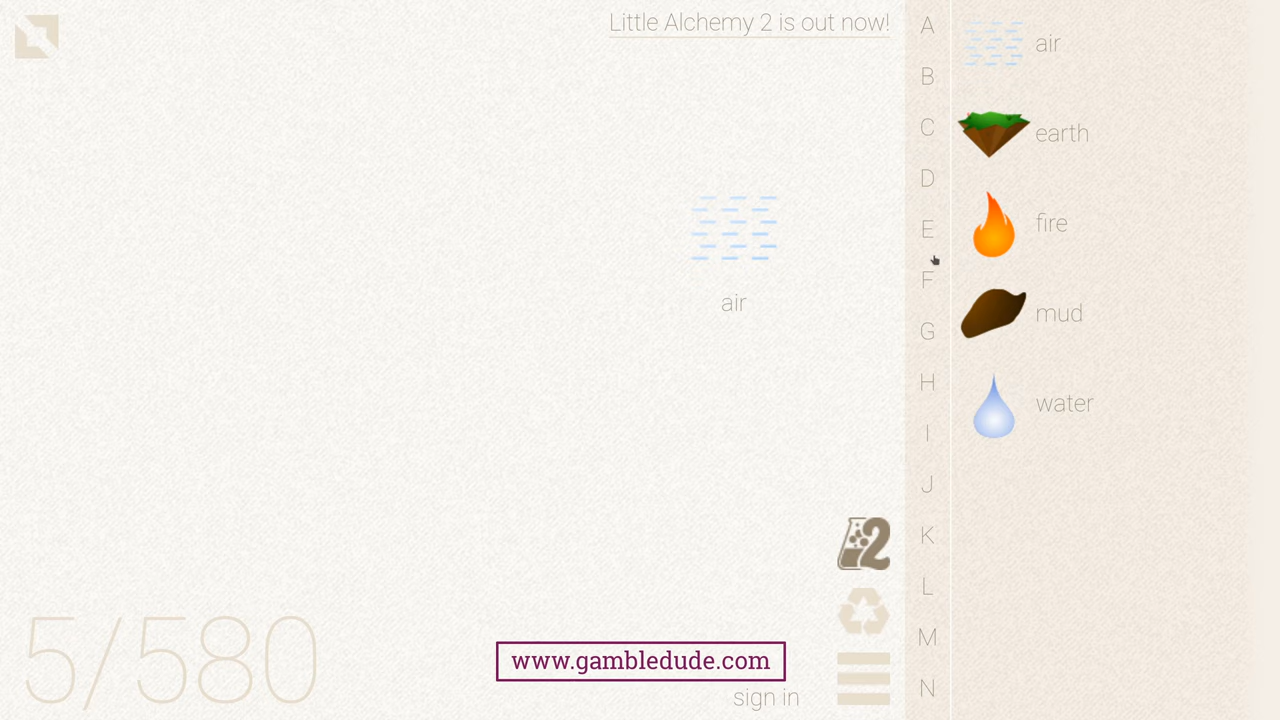 Little Alchemy 2 is out now!
A
B
C
D
E
F
G
H
I
J
K
L
M
N
air
earth
fire
mud
water
air
2
5/580
www.gambledude.com
sign in